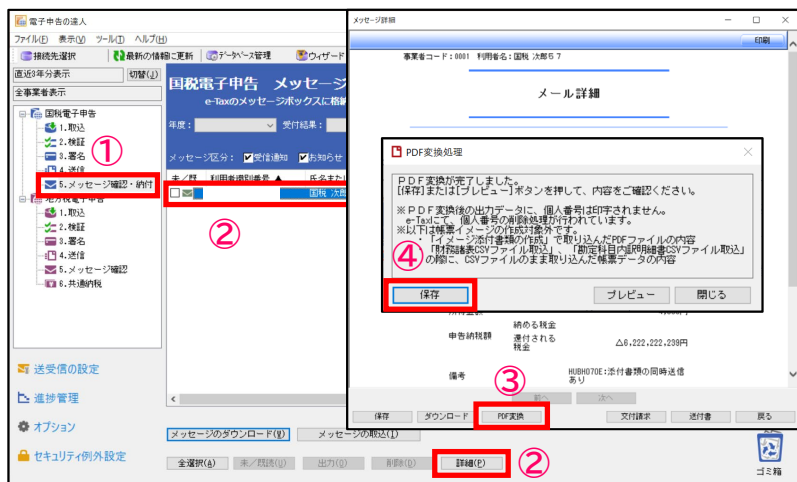 電子申告の達人
ファイル(F) 表示(V) ツール(T) ヘルプ(H)
接続先選択 最新の情報に更新 データベース管理 ウィザード
直近3年分表示 切替(J)
全事業者表示
国税電子申告
1.取込
2.検証
3.署名
4.送信
5.メッセージ確認・納付
地方税電子申告
1.取込
2.検証
3.署名
4.送信
5.メッセージ確認
6.共通納税
①
送受信の設定
進捗管理
オプション
セキュリティ例外設定
国税電子申告 メッセージ
e-Taxのメッセージボックスに格納
年度: 受付結果:
メッセージ区分: 受信通知 お知らせ
未/既 利用者識別番号 ▲ 氏名また
国税 次郎
②
メッセージのダウンロード(W) メッセージの取込(I)
全選択(A) 未/既読(U) 出力(O) 削除(D) 詳細(P)
②
ゴミ箱
メッセージ詳細
印刷
事業者コード:0001 利用者名:国税 次郎57
メール詳細
PDF変換処理
PDF変換が完了しました。
[保存]または[プレビュー]ボタンを押して、内容をご確認ください。
※PDF変換後の出力データに、個人番号は印字されません。
e-Taxにて、個人番号の削除処理が行われています。
※以下は帳票イメージの作成対象外です。
・「イメージ添付書類の作成」で取り込んだPDFファイルの内容
・「財務諸表CSVファイル取込」、「勘定科目内訳明細書CSVファイル取込」
の際に、CSVファイルのまま取り込んだ帳票データの内容
④
保存 プレビュー 閉じる
申告納税額
納める税金
還付される
税金
△6,222,222,239円
備考
HUBH070E:添付書類の同時送信
あり
③
前へ 次へ
保存 ダウンロード PDF変換 交付請求 送付書 戻る